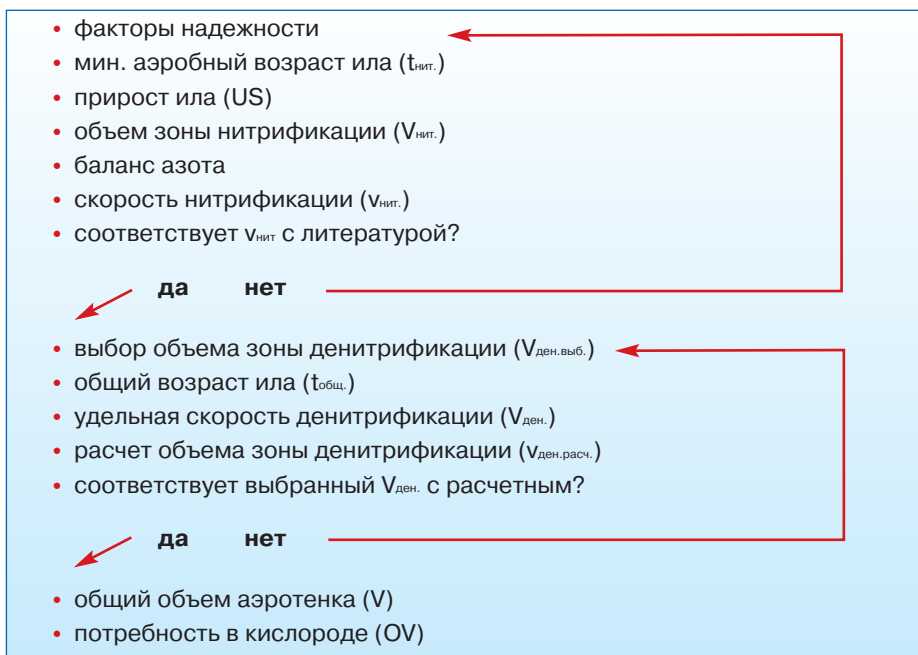 • факторы надежности
• мин. аэробный возраст ила (tнит.)
• прирост ила (US)
• объем зоны нитрификации (Vнит.)
• баланс азота
• скорость нитрификации (vнит.)
• соответствует vнит с литературой?
да нет
• выбор объема зоны денитрификации (Vден.выб.)
• общий возраст ила (tобщ.)
• удельная скорость денитрификации (Vден.)
• расчет объема зоны денитрификации (vден.расч.)
• соответствует выбранный Vден. с расчетным?
да нет
• общий объем аэротенка (V)
• потребность в кислороде (OV)